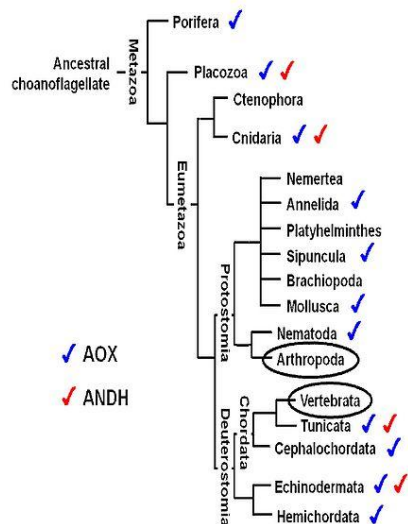 Porifera
Metazoa
Ancestral
choanoflagellate
Placozoa
Ctenophora
Cnidaria
Eumetazoa
Nemertea
Annelida
Platyhelminthes
Sipuncula
Brachiopoda
Mollusca
Protostomia
Nematoda
Arthropoda
AOX
ANDH
Vertebrata
Chordata
Tunicata
Cephalochordata
Deuterostomia
Echinodermata
Hemichordata